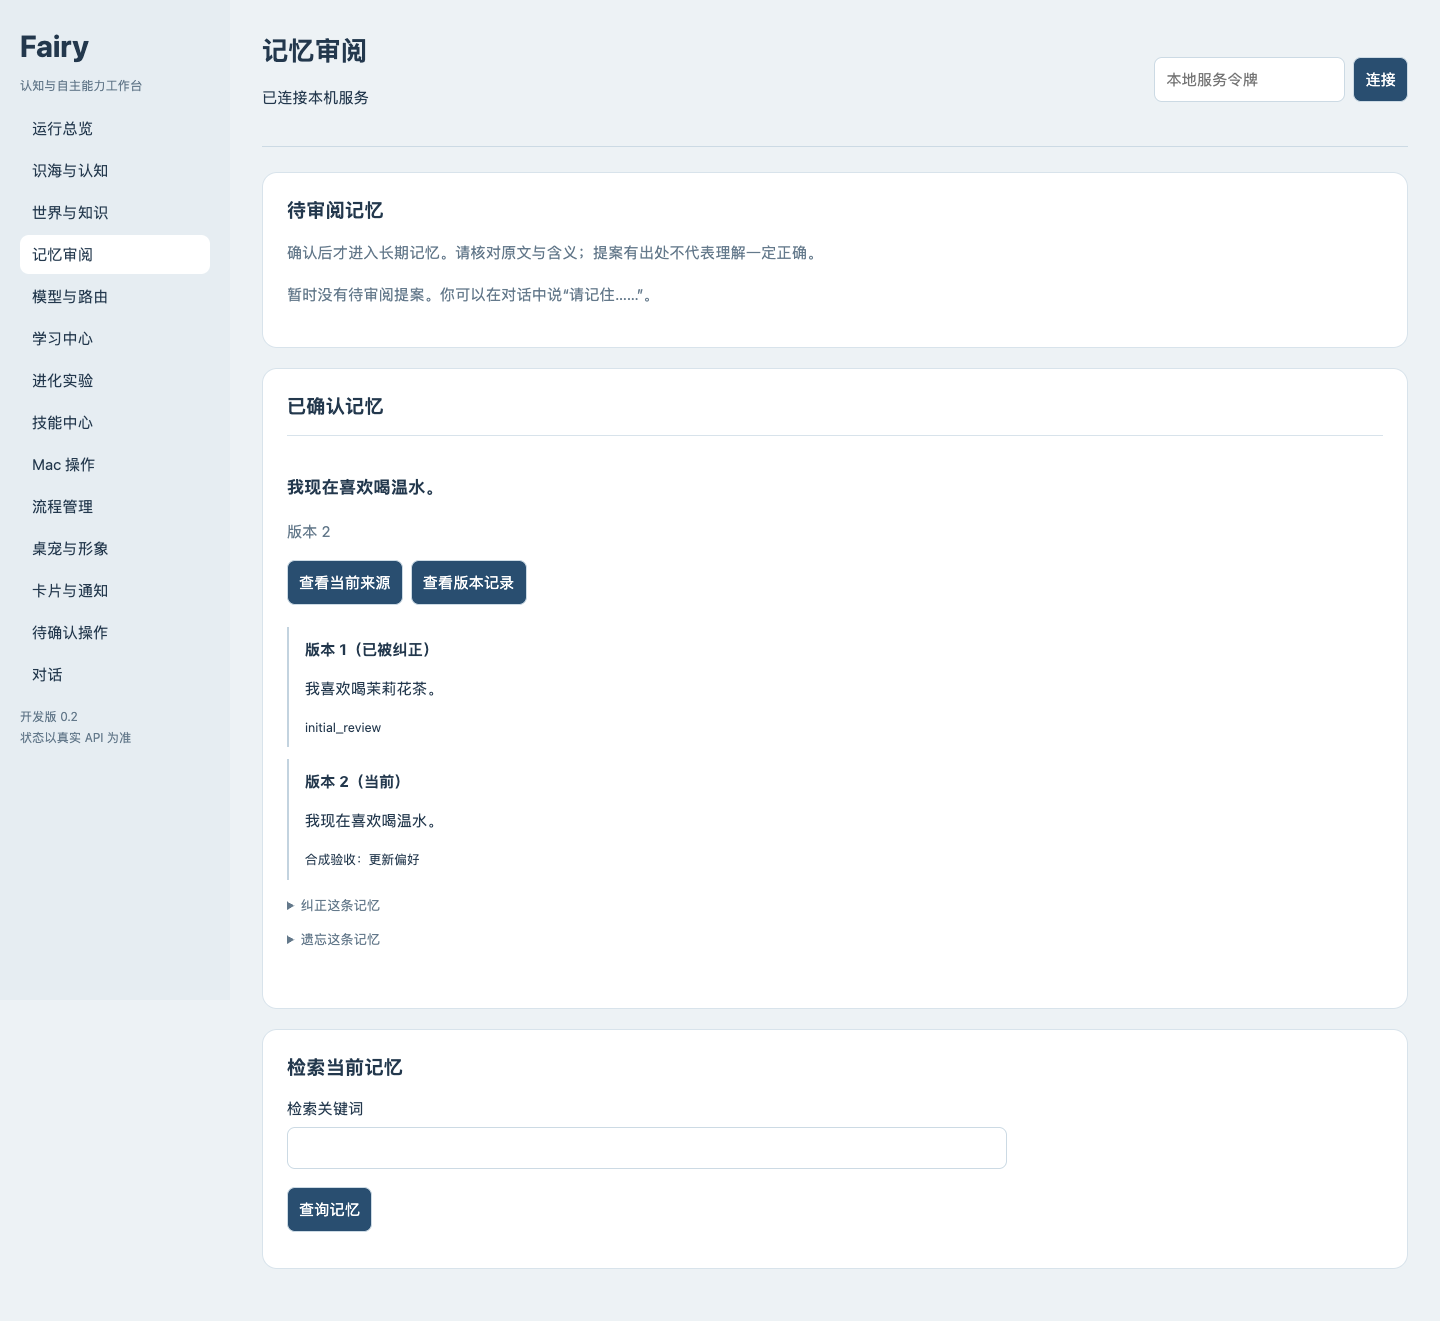 Fairy
认知与自主能力工作台
运行总览
识海与认知
世界与知识
记忆审阅
模型与路由
学习中心
进化实验
技能中心
Mac 操作
流程管理
桌宠与形象
卡片与通知
待确认操作
对话
开发版 0.2
状态以真实 API 为准
记忆审阅
已连接本机服务
本地服务令牌
连接
待审阅记忆
确认后才进入长期记忆。请核对原文与含义；提案有出处不代表理解一定正确。
暂时没有待审阅提案。你可以在对话中说“请记住……”。
已确认记忆
我现在喜欢喝温水。
版本 2
查看当前来源
查看版本记录
版本 1（已被纠正）
我喜欢喝茉莉花茶。
initial_review
版本 2（当前）
我现在喜欢喝温水。
合成验收：更新偏好
纠正这条记忆
遗忘这条记忆
检索当前记忆
检索关键词
查询记忆